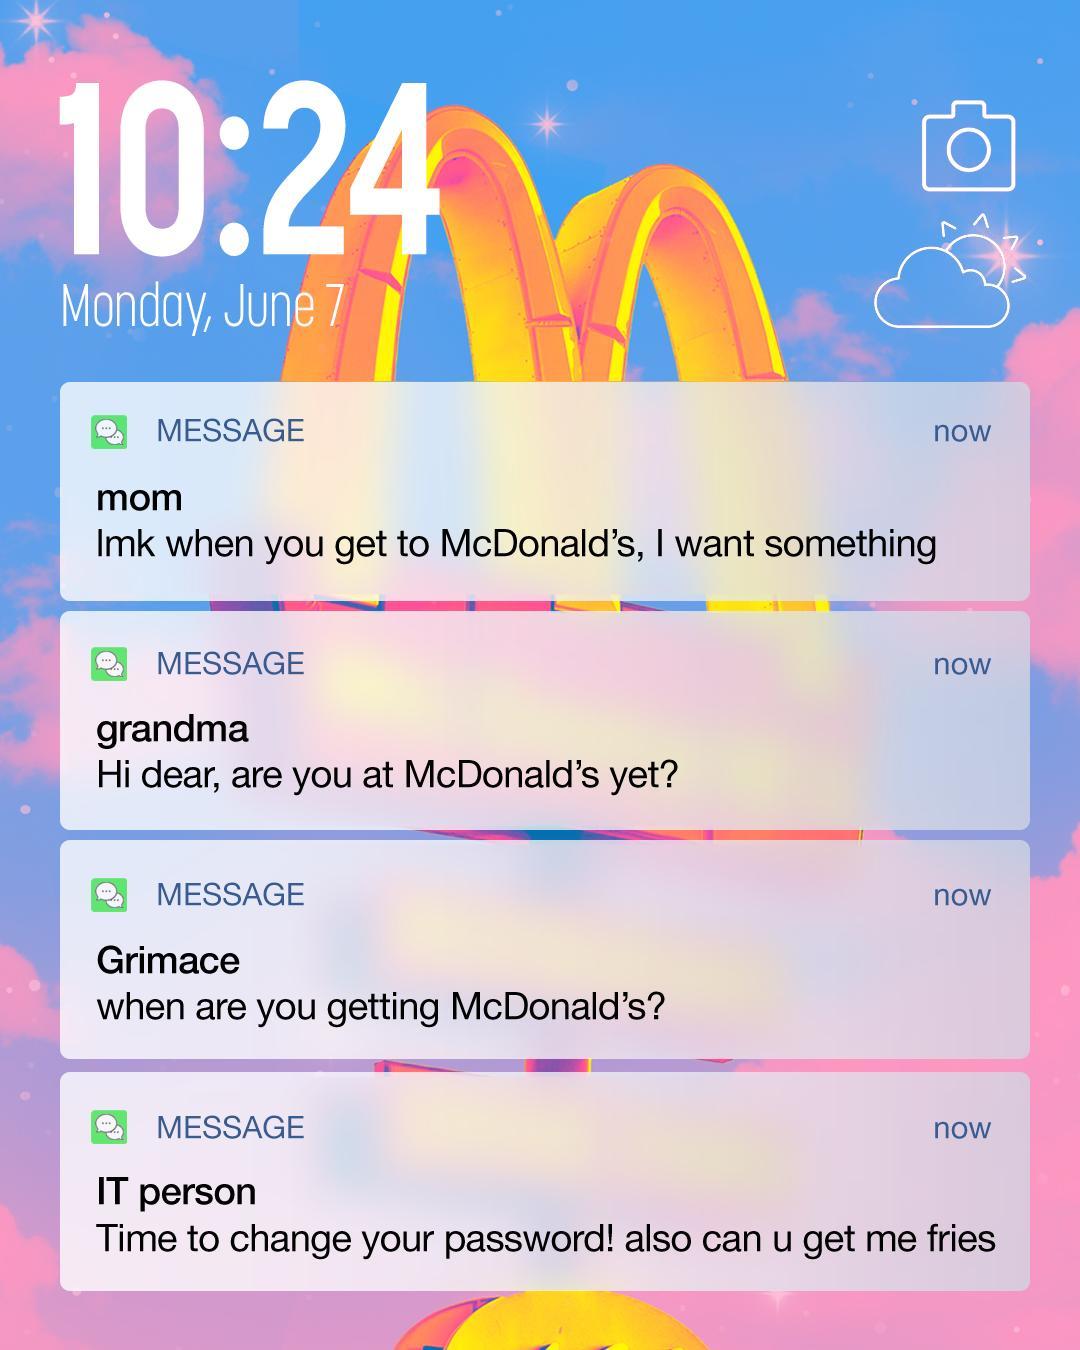 10:24
Monday, June 7
MESSAGE now
mom
lmk when you get to McDonald’s, I want something
MESSAGE now
grandma
Hi dear, are you at McDonald’s yet?
MESSAGE now
Grimace
when are you getting McDonald’s?
MESSAGE now
IT person
Time to change your password! also can u get me fries